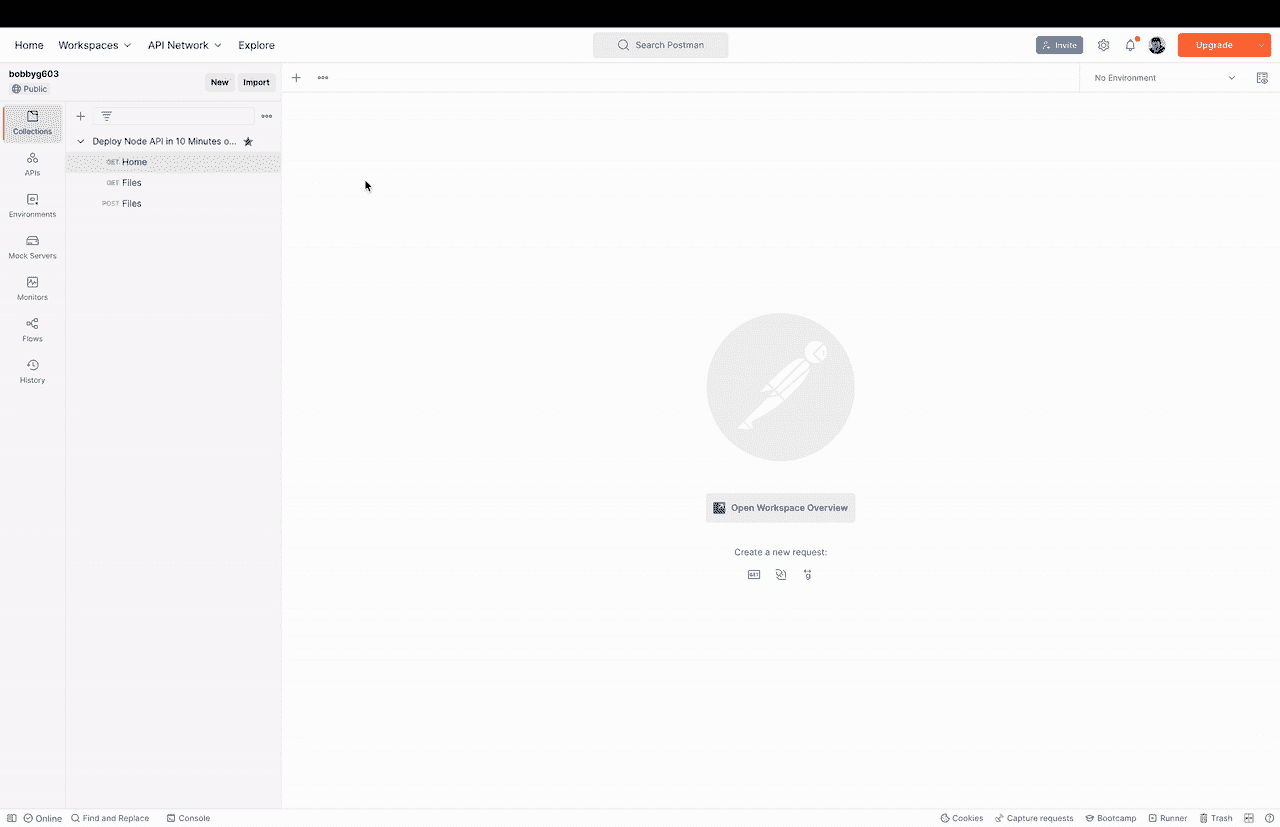 Home Workspaces API Network Explore Search Postman Invite Upgrade
bobbyg603 New Import No Environment
Public
Collections
Deploy Node API in 10 Minutes o...
GET Home
APIs
GET Files
POST Files
Environments
Mock Servers
Monitors
Flows
History
Open Workspace Overview
Create a new request:
GET
Online Find and Replace Console Cookies Capture requests Bootcamp Runner Trash